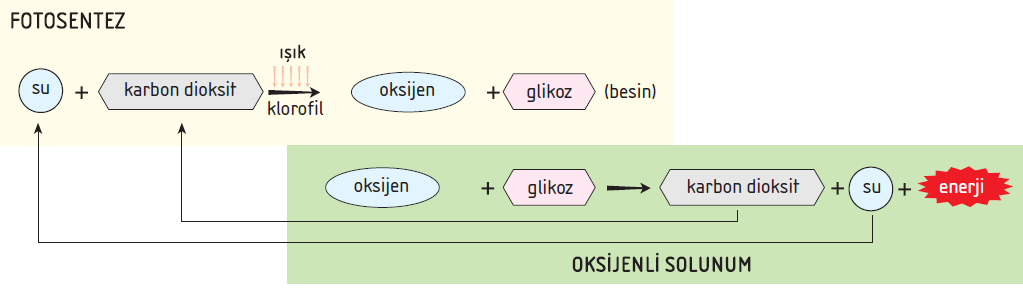 FOTOSENTEZ
ışık
su + karbon dioksit oksijen + glikoz (besin)
klorofil
oksijen + glikoz karbon dioksit + su + enerji
OKSİJENLİ SOLUNUM